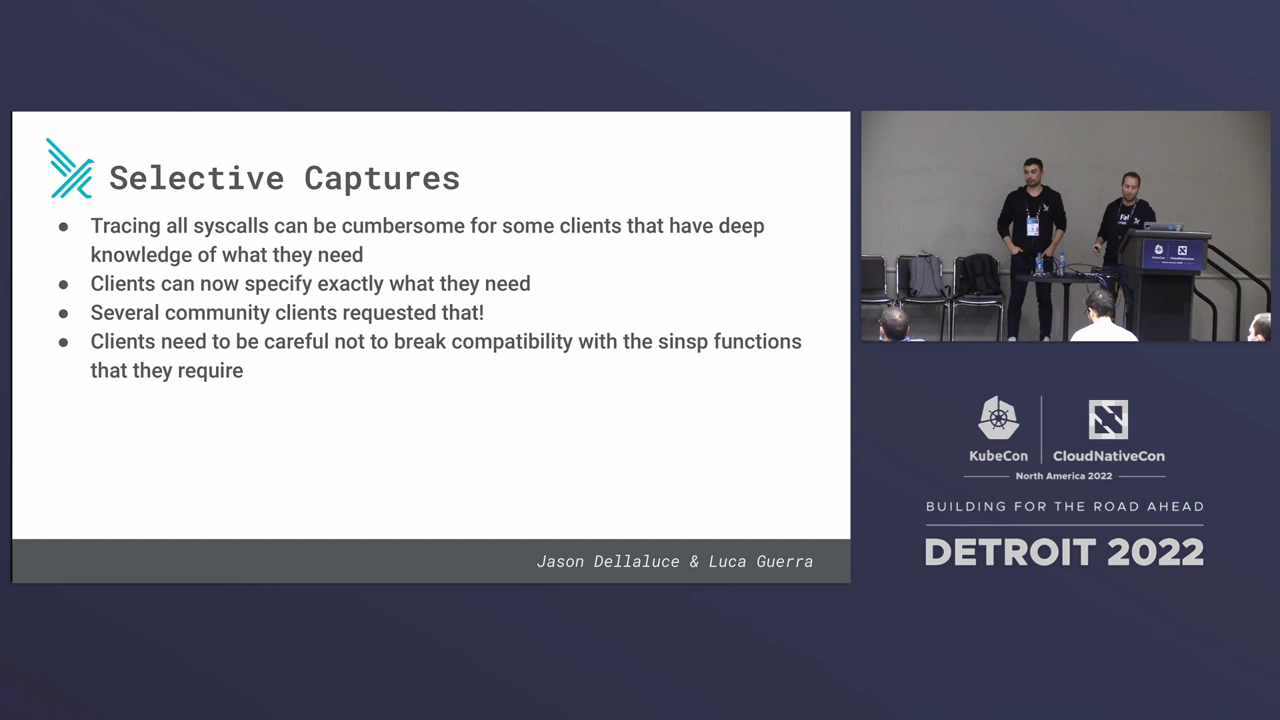 Selective Captures
● Tracing all syscalls can be cumbersome for some clients that have deep
knowledge of what they need
● Clients can now specify exactly what they need
● Several community clients requested that!
● Clients need to be careful not to break compatibility with the sinsp functions
that they require
Jason Dellaluce & Luca Guerra
KubeCon CloudNativeCon
KubeCon CloudNativeCon
North America 2022
BUILDING FOR THE ROAD AHEAD
DETROIT 2022